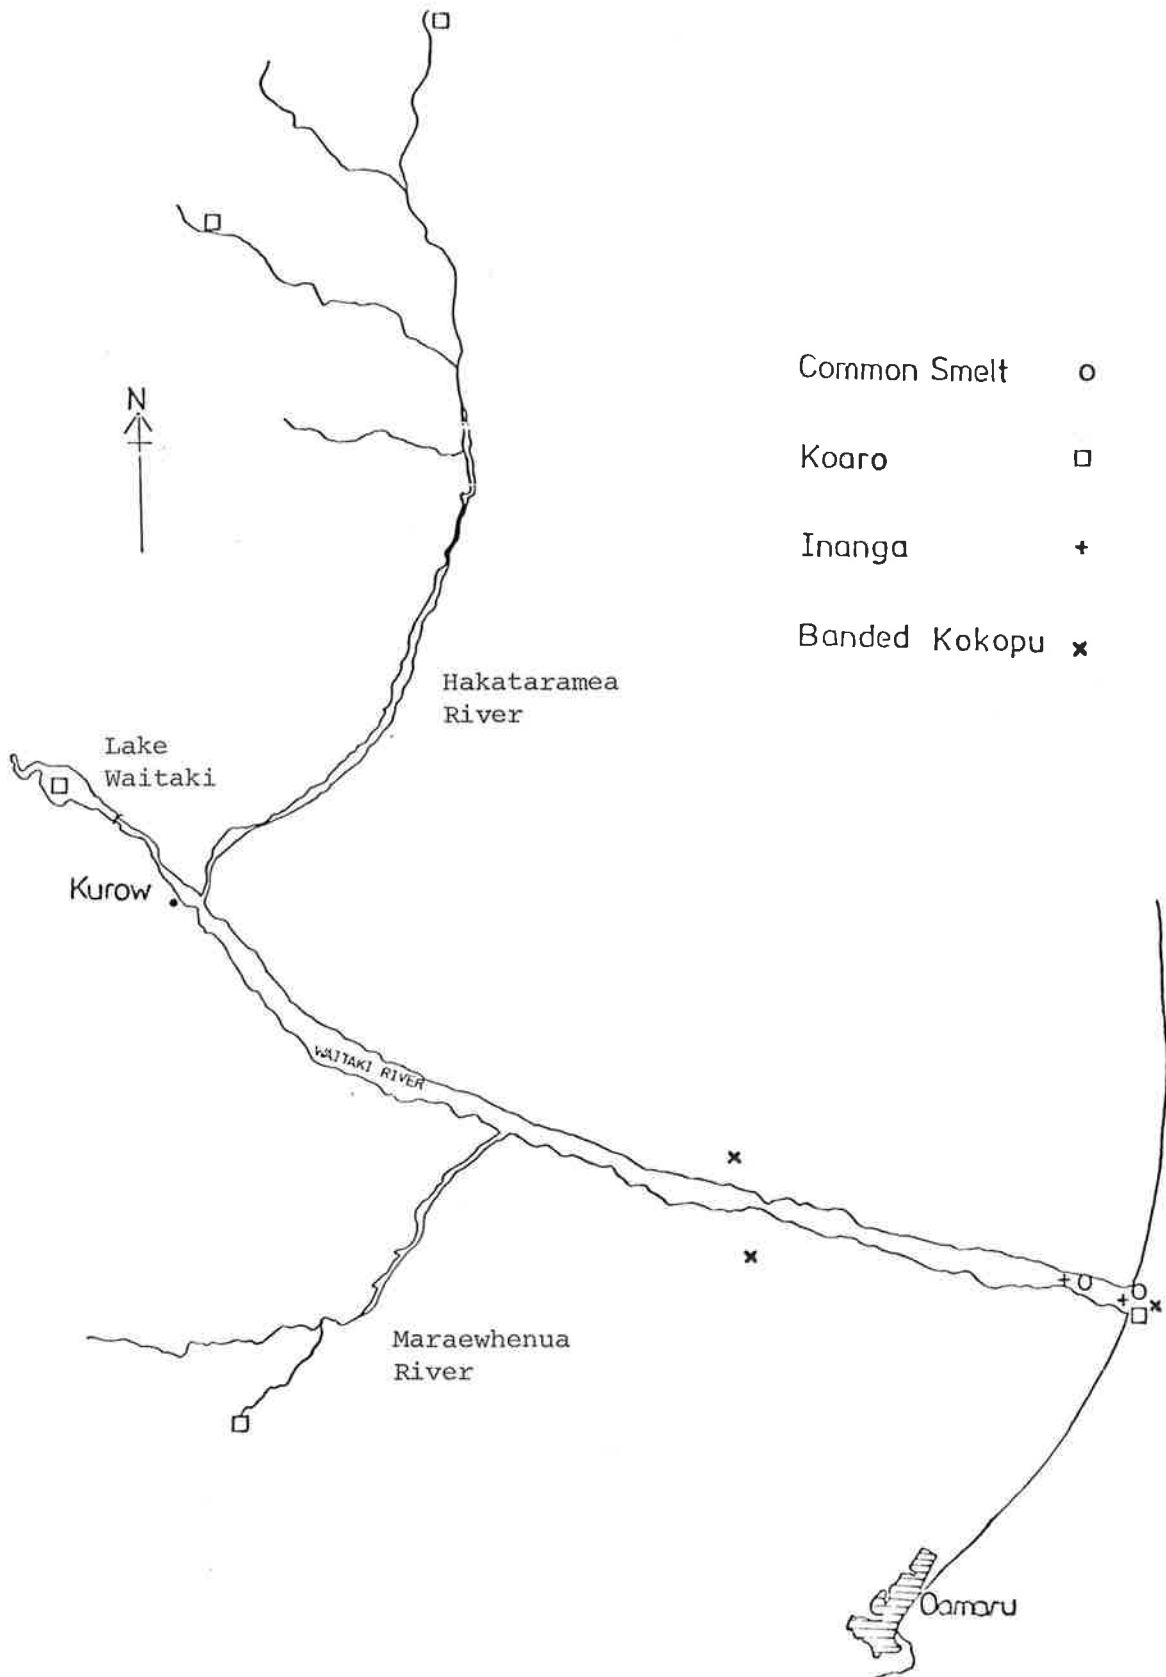 N
Common Smelt o
Koaro □
Inanga +
Banded Kokopu x
Hakataramea
River
Lake
Waitaki
Kurow
WAITAKI RIVER
Maraewhenua
River
Oamaru